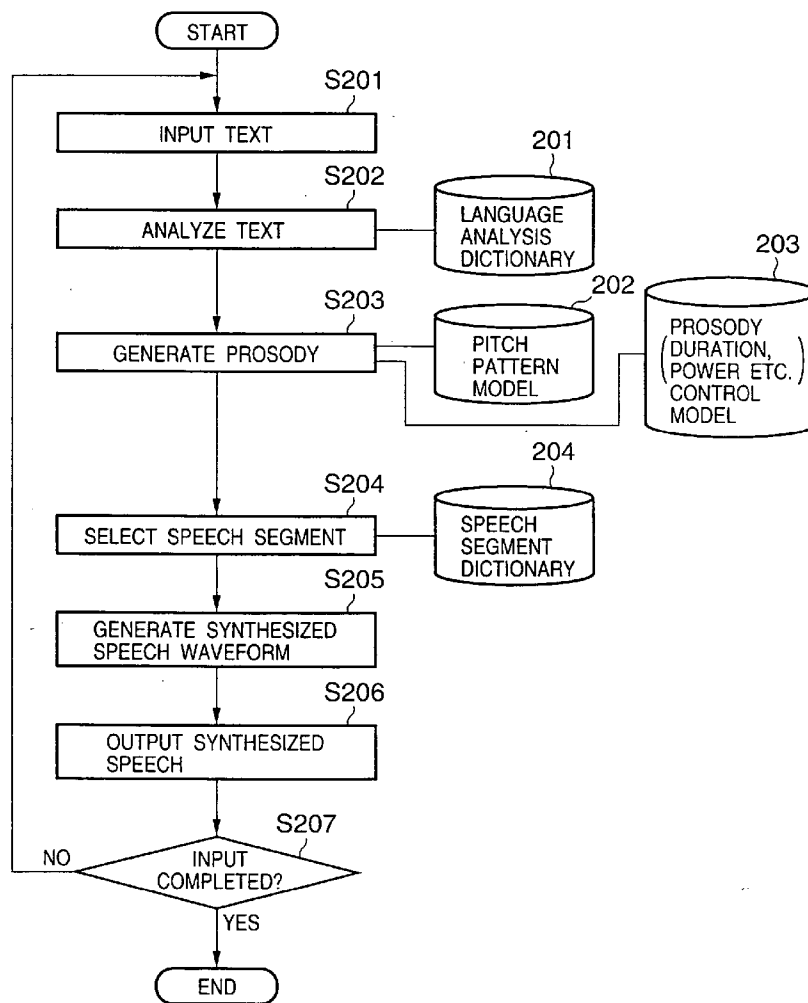 START
S201
INPUT TEXT
S202
ANALYZE TEXT
201
LANGUAGE
ANALYSIS
DICTIONARY
S203
GENERATE PROSODY
202
PITCH
PATTERN
MODEL
203
PROSODY
(DURATION,
POWER ETC.)
CONTROL
MODEL
S204
SELECT SPEECH SEGMENT
204
SPEECH
SEGMENT
DICTIONARY
S205
GENERATE SYNTHESIZED
SPEECH WAVEFORM
S206
OUTPUT SYNTHESIZED
SPEECH
S207
INPUT
COMPLETED?
NO
YES
END